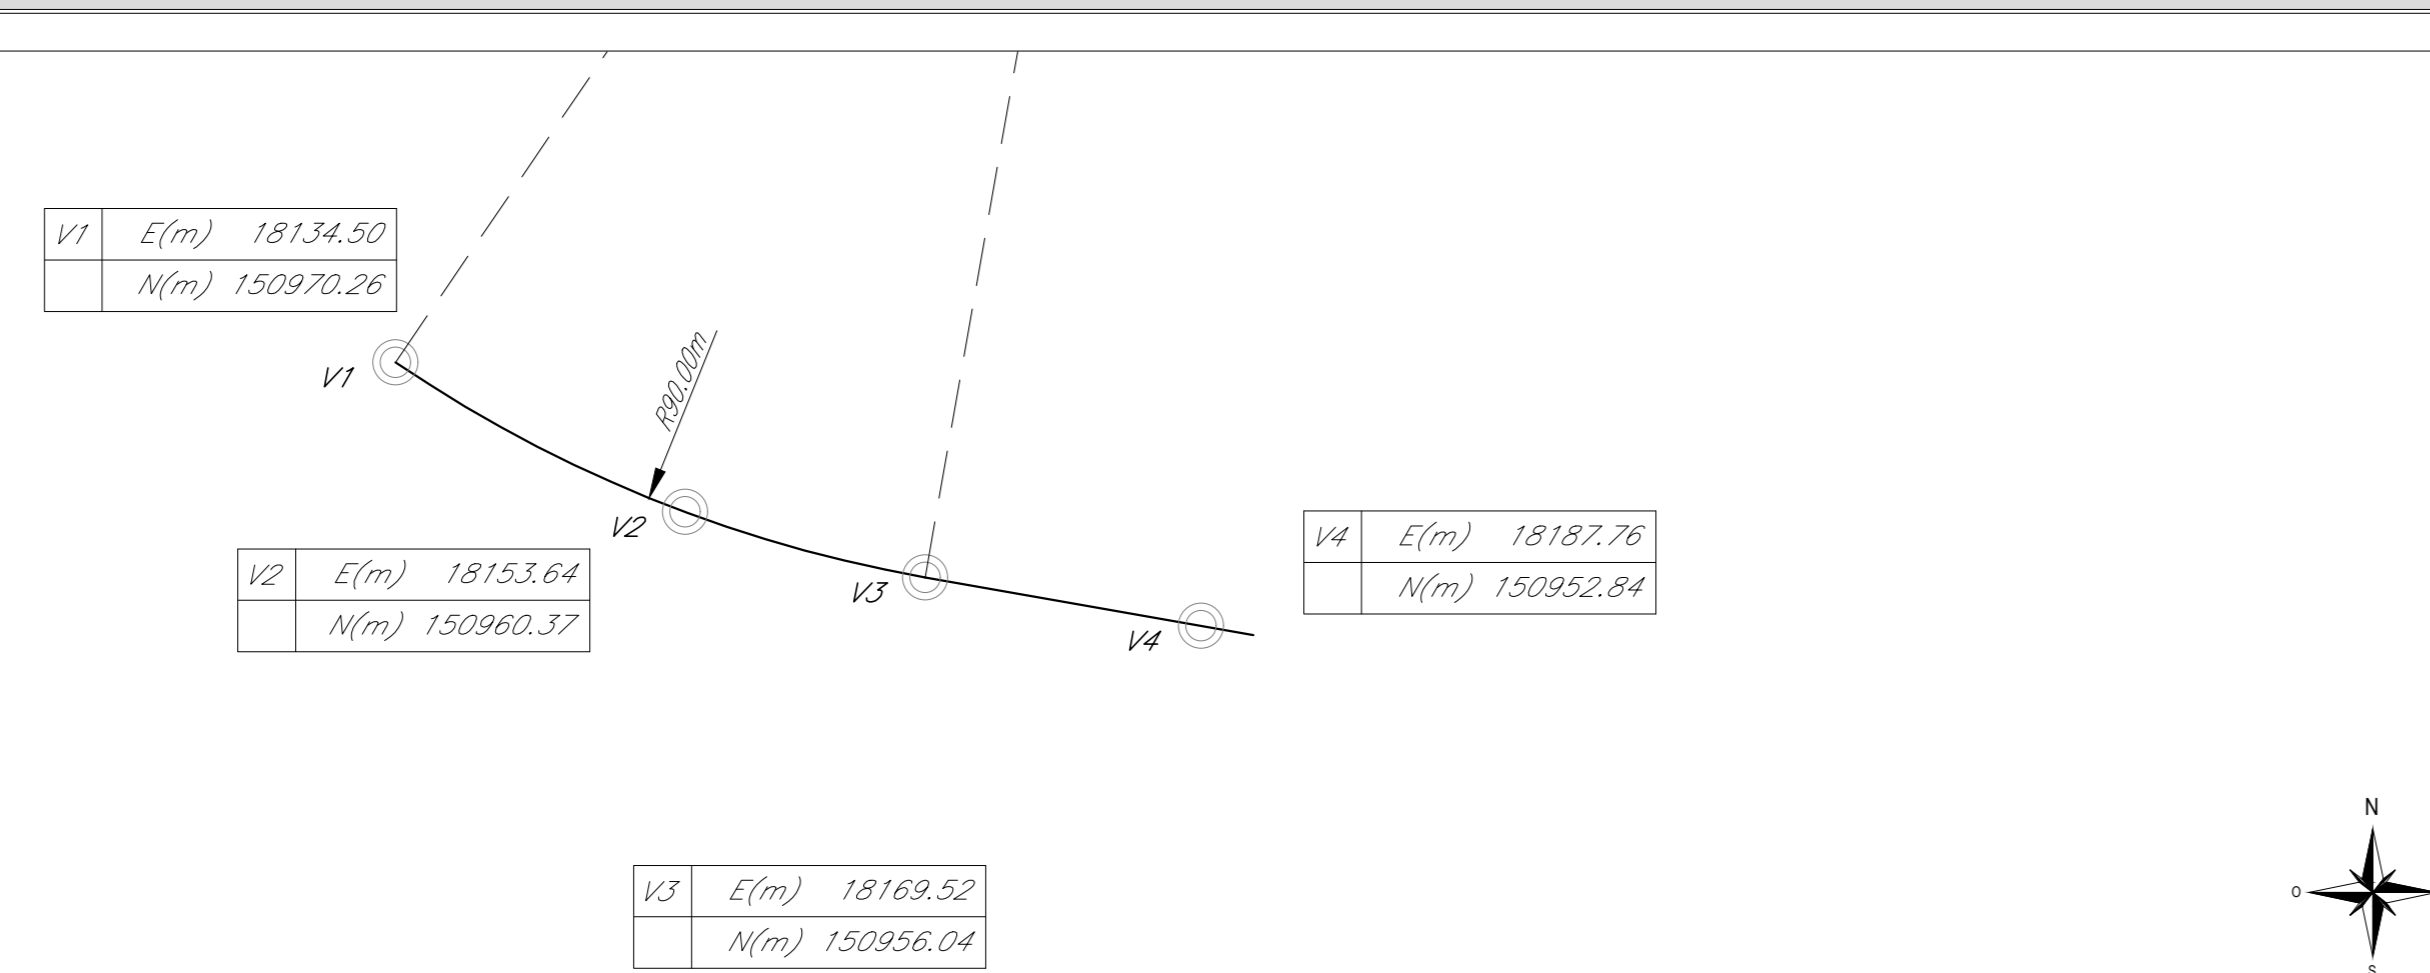 V1 E(m) 18134.50
N(m) 150970.26
V1
R90.00m
V2
V2 E(m) 18153.64
N(m) 150960.37
V3
V4 E(m) 18187.76
N(m) 150952.84
V4
V3 E(m) 18169.52
N(m) 150956.04
N
O
S